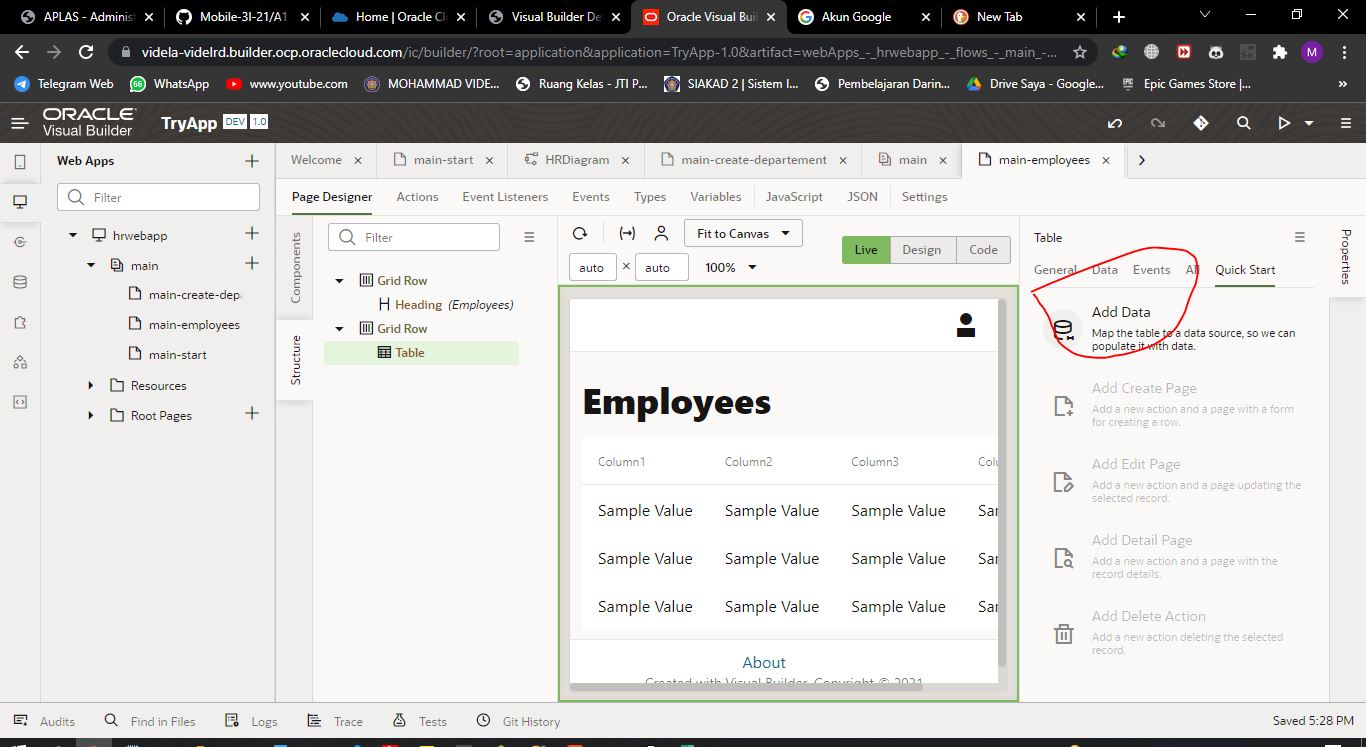 APLAS - Adminis
Mobile-3I-21/A1
Home | Oracle Cl
Visual Builder De
Oracle Visual Buil
Akun Google
New Tab
videla-videlrd.builder.ocp.oraclecloud.com/ic/builder/?root=application&application=TryApp-1.0&artifact=webApps_-_hrwebapp_-_flows_-_main_-...
M
Telegram Web
WhatsApp
www.youtube.com
MOHAMMAD VIDE...
Ruang Kelas - JTI P...
SIAKAD 2 | Sistem I...
Pembelajaran Darin...
Drive Saya - Google...
Epic Games Store |...
ORACLE
Visual Builder
TryApp DEV 1.0
Web Apps
Filter
hrwebapp
main
main-create-depa
main-employees
main-start
Resources
Root Pages
Welcome
main-start
HRDiagram
main-create-departement
main
main-employees
Page Designer
Actions
Event Listeners
Events
Types
Variables
JavaScript
JSON
Settings
Components
Structure
Filter
Grid Row
Heading (Employees)
Grid Row
Table
Fit to Canvas
auto × auto 100%
Live
Design
Code
Employees
Column1 Column2 Column3 Colu
Sample Value Sample Value Sample Value Sar
Sample Value Sample Value Sample Value Sar
Sample Value Sample Value Sample Value Sar
About
Created with Visual Builder. Copyright © 2021
Table
General Data Events Al Quick Start
Add Data
Map the table to a data source, so we can
populate it with data.
Add Create Page
Add a new action and a page with a form
for creating a row.
Add Edit Page
Add a new action and a page updating the
selected record.
Add Detail Page
Add a new action and a page with the
record details.
Add Delete Action
Add a new action deleting the selected
record.
Properties
Audits
Find in Files
Logs
Trace
Tests
Git History
Saved 5:28 PM